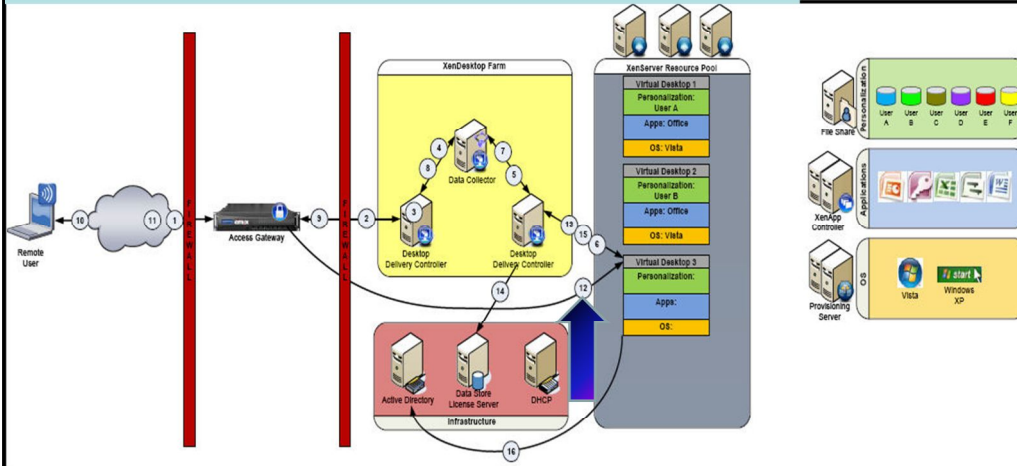 XenDesktop Farm
XenServer Resource Pool
Virtual Desktop 1
Personalization:
User A
Apps: Office
OS: Vista
Virtual Desktop 2
Personalization:
User B
Apps: Office
OS: Vista
Virtual Desktop 3
Personalization:
Apps:
OS:
Data Collector
4
7
8
5
3
Desktop
Delivery Controller
Desktop
Delivery Controller
13
15
6
10
11
1
9
2
12
14
16
Remote
User
FIREWALL
Access Gateway
FIREWALL
Active Directory
Data Store
License Server
DHCP
Infrastructure
File Share
Personalization
User
A
User
B
User
C
User
D
User
E
User
F
XenApp
Controller
Applications
Provisioning
Server
OS
Vista
start
Windows
XP